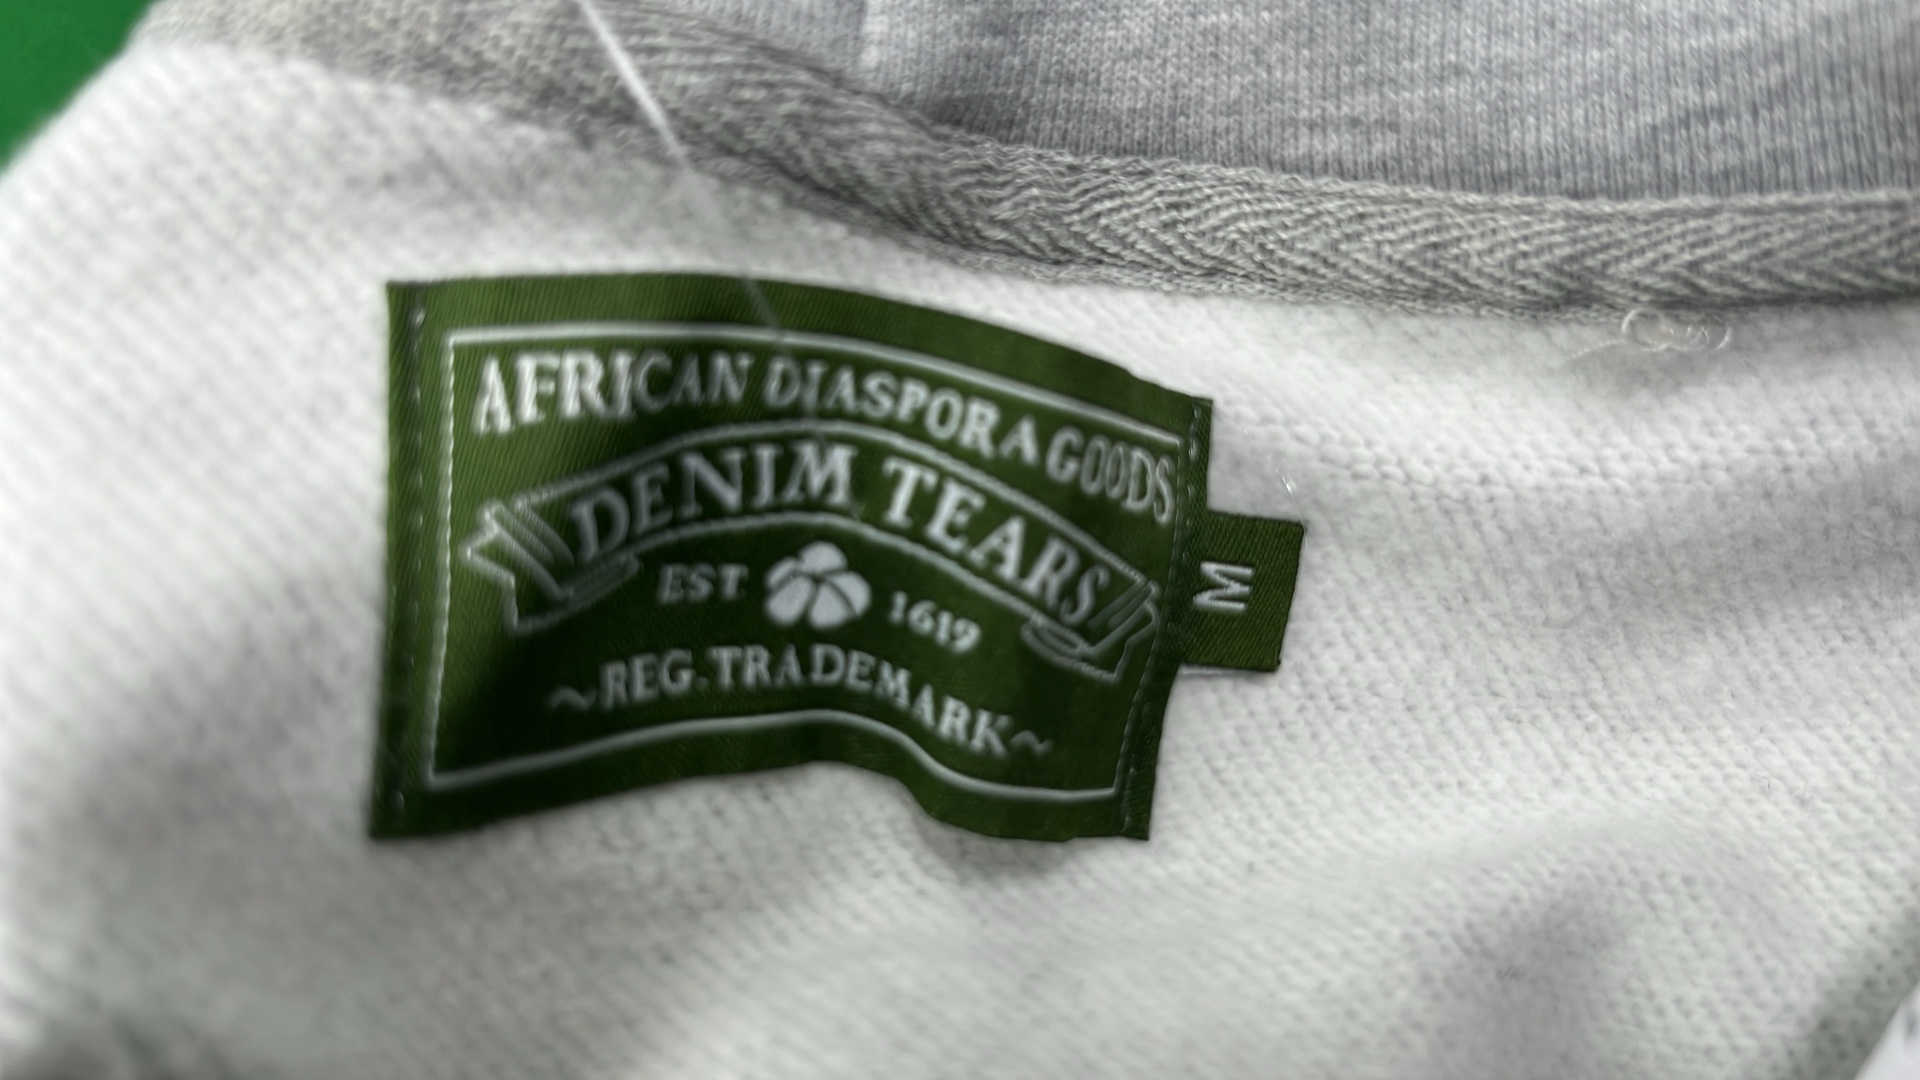 AFRICAN DIASPORA GOODS
DENIM TEARS
EST 1619
~REG.TRADEMARK~
M